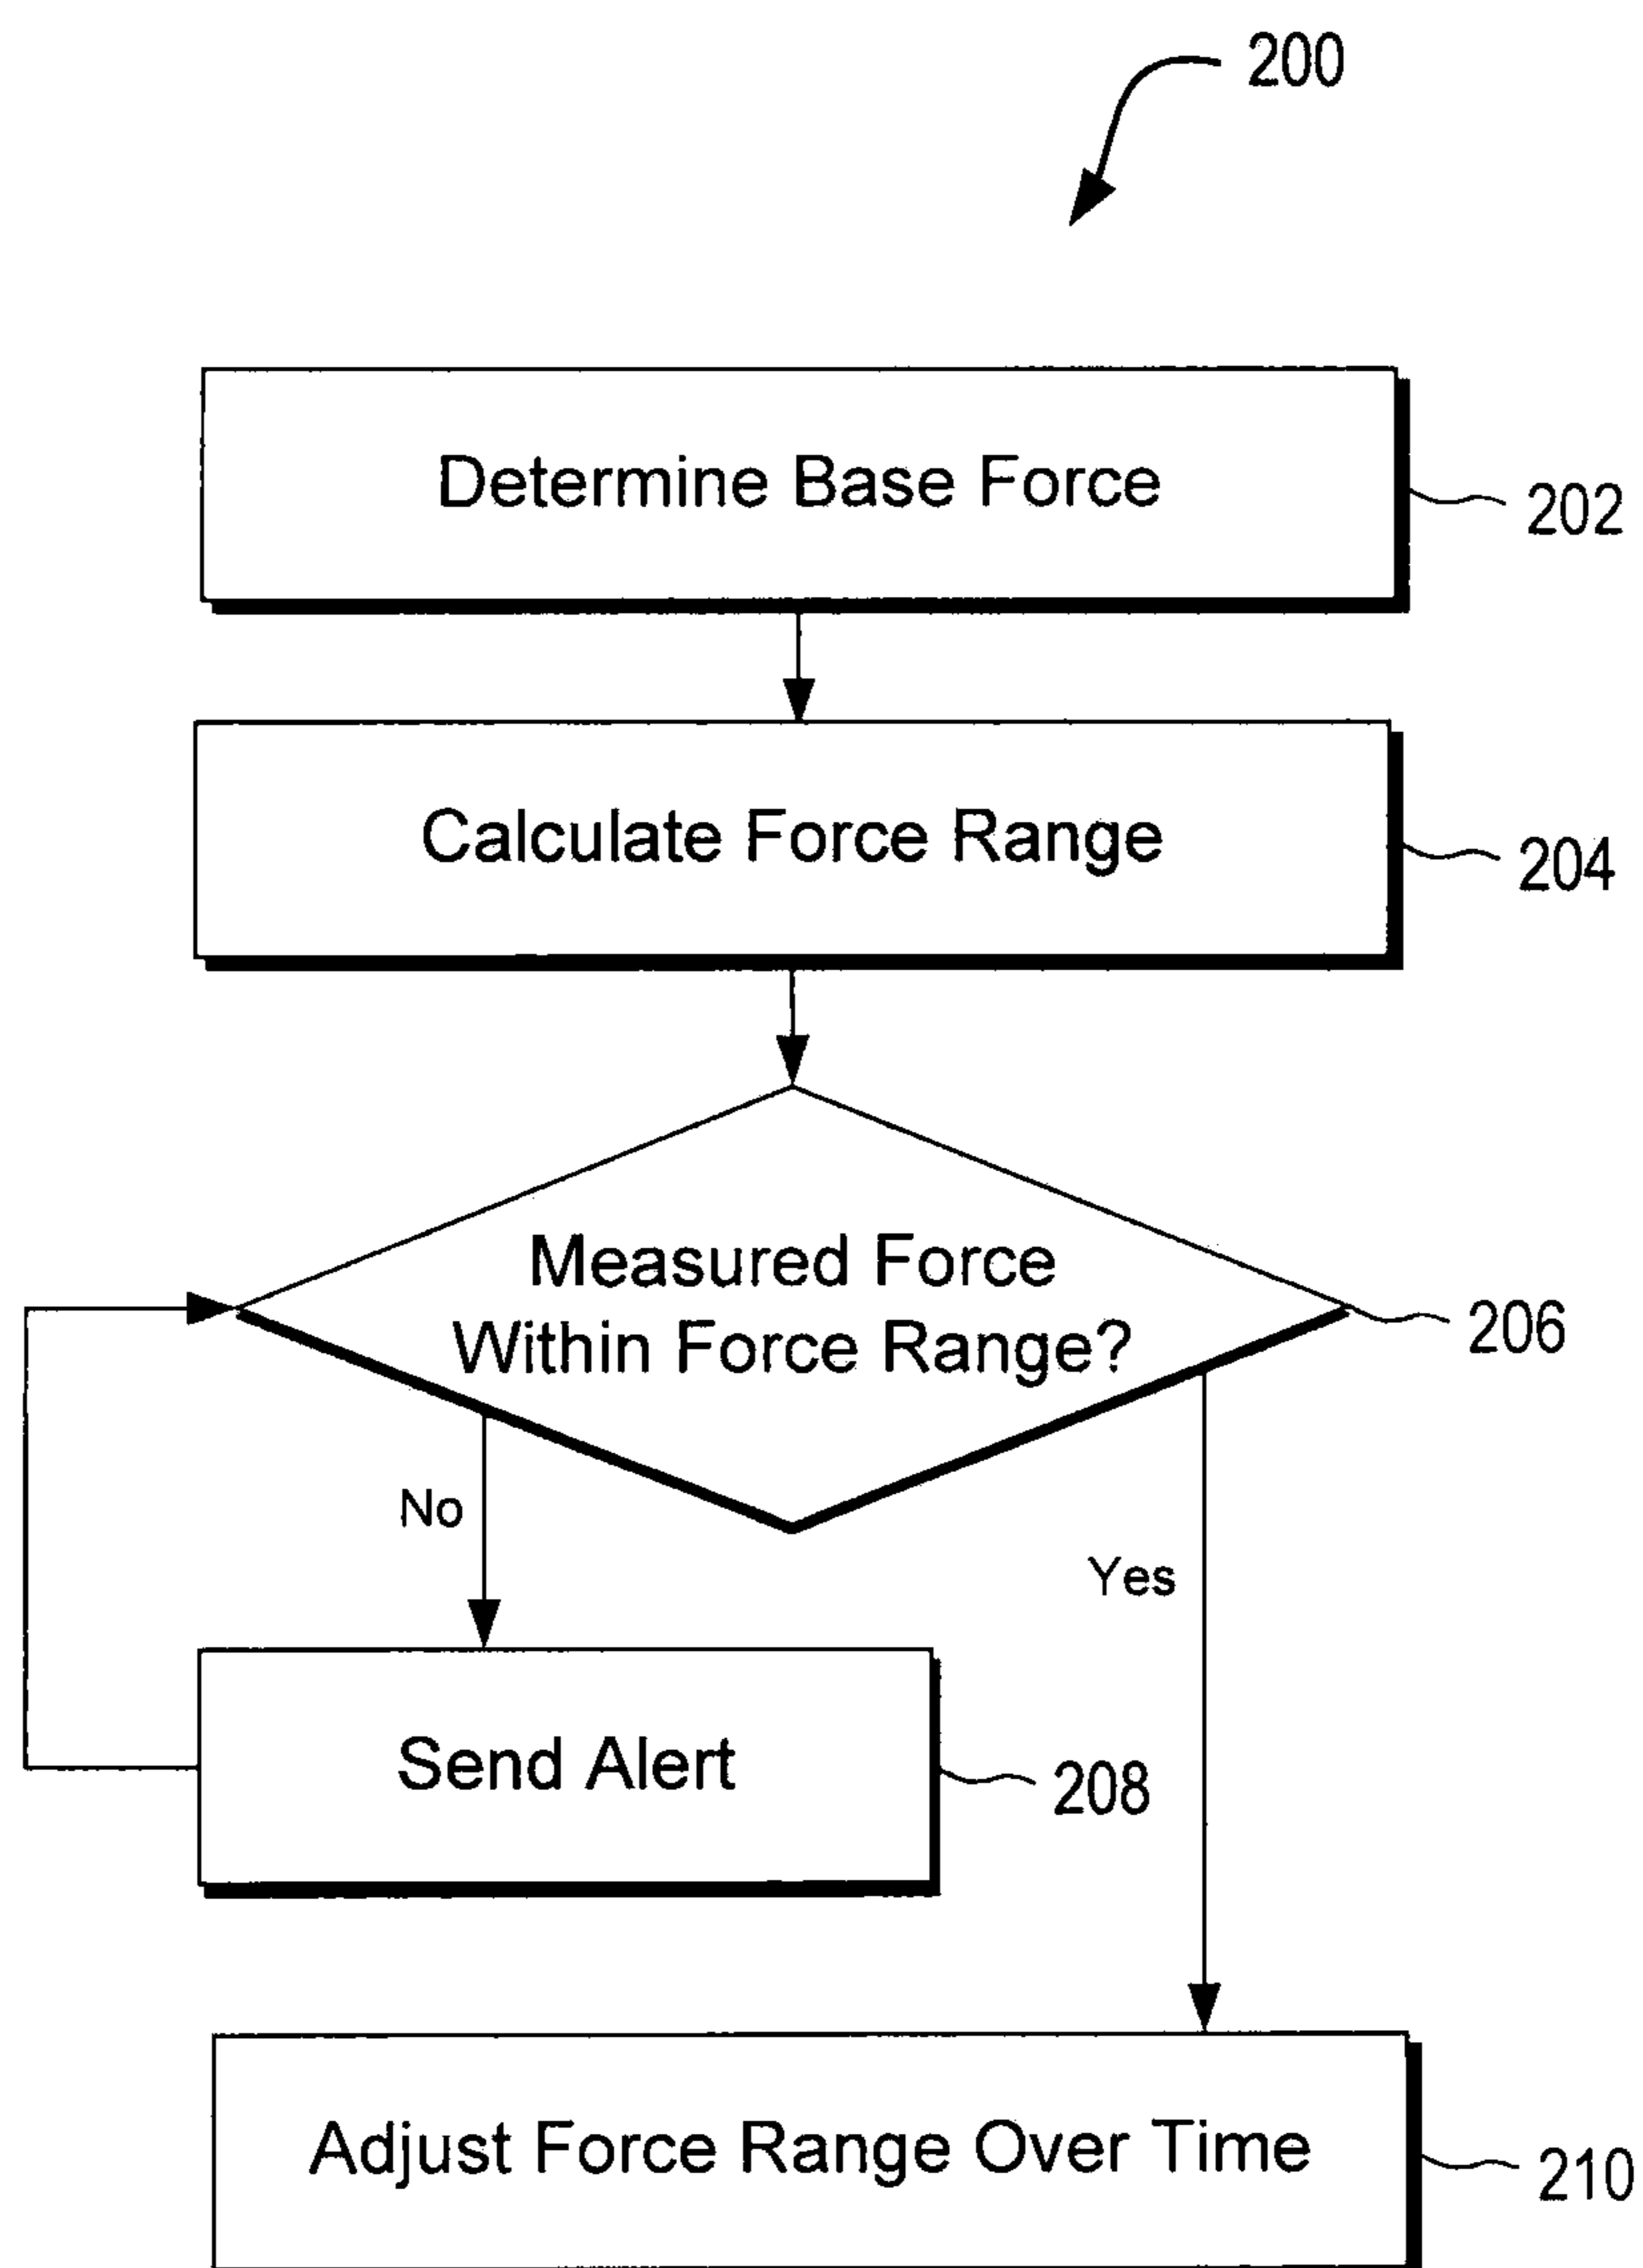 200
Determine Base Force
202
Calculate Force Range
204
Measured Force
Within Force Range?
206
No
Yes
Send Alert
208
Adjust Force Range Over Time
210